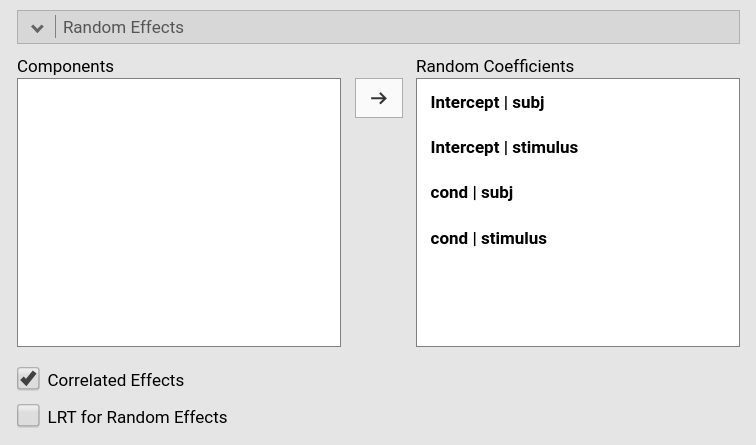 Random Effects
Components
Random Coefficients
Intercept | subj
Intercept | stimulus
cond | subj
cond | stimulus
Correlated Effects
LRT for Random Effects